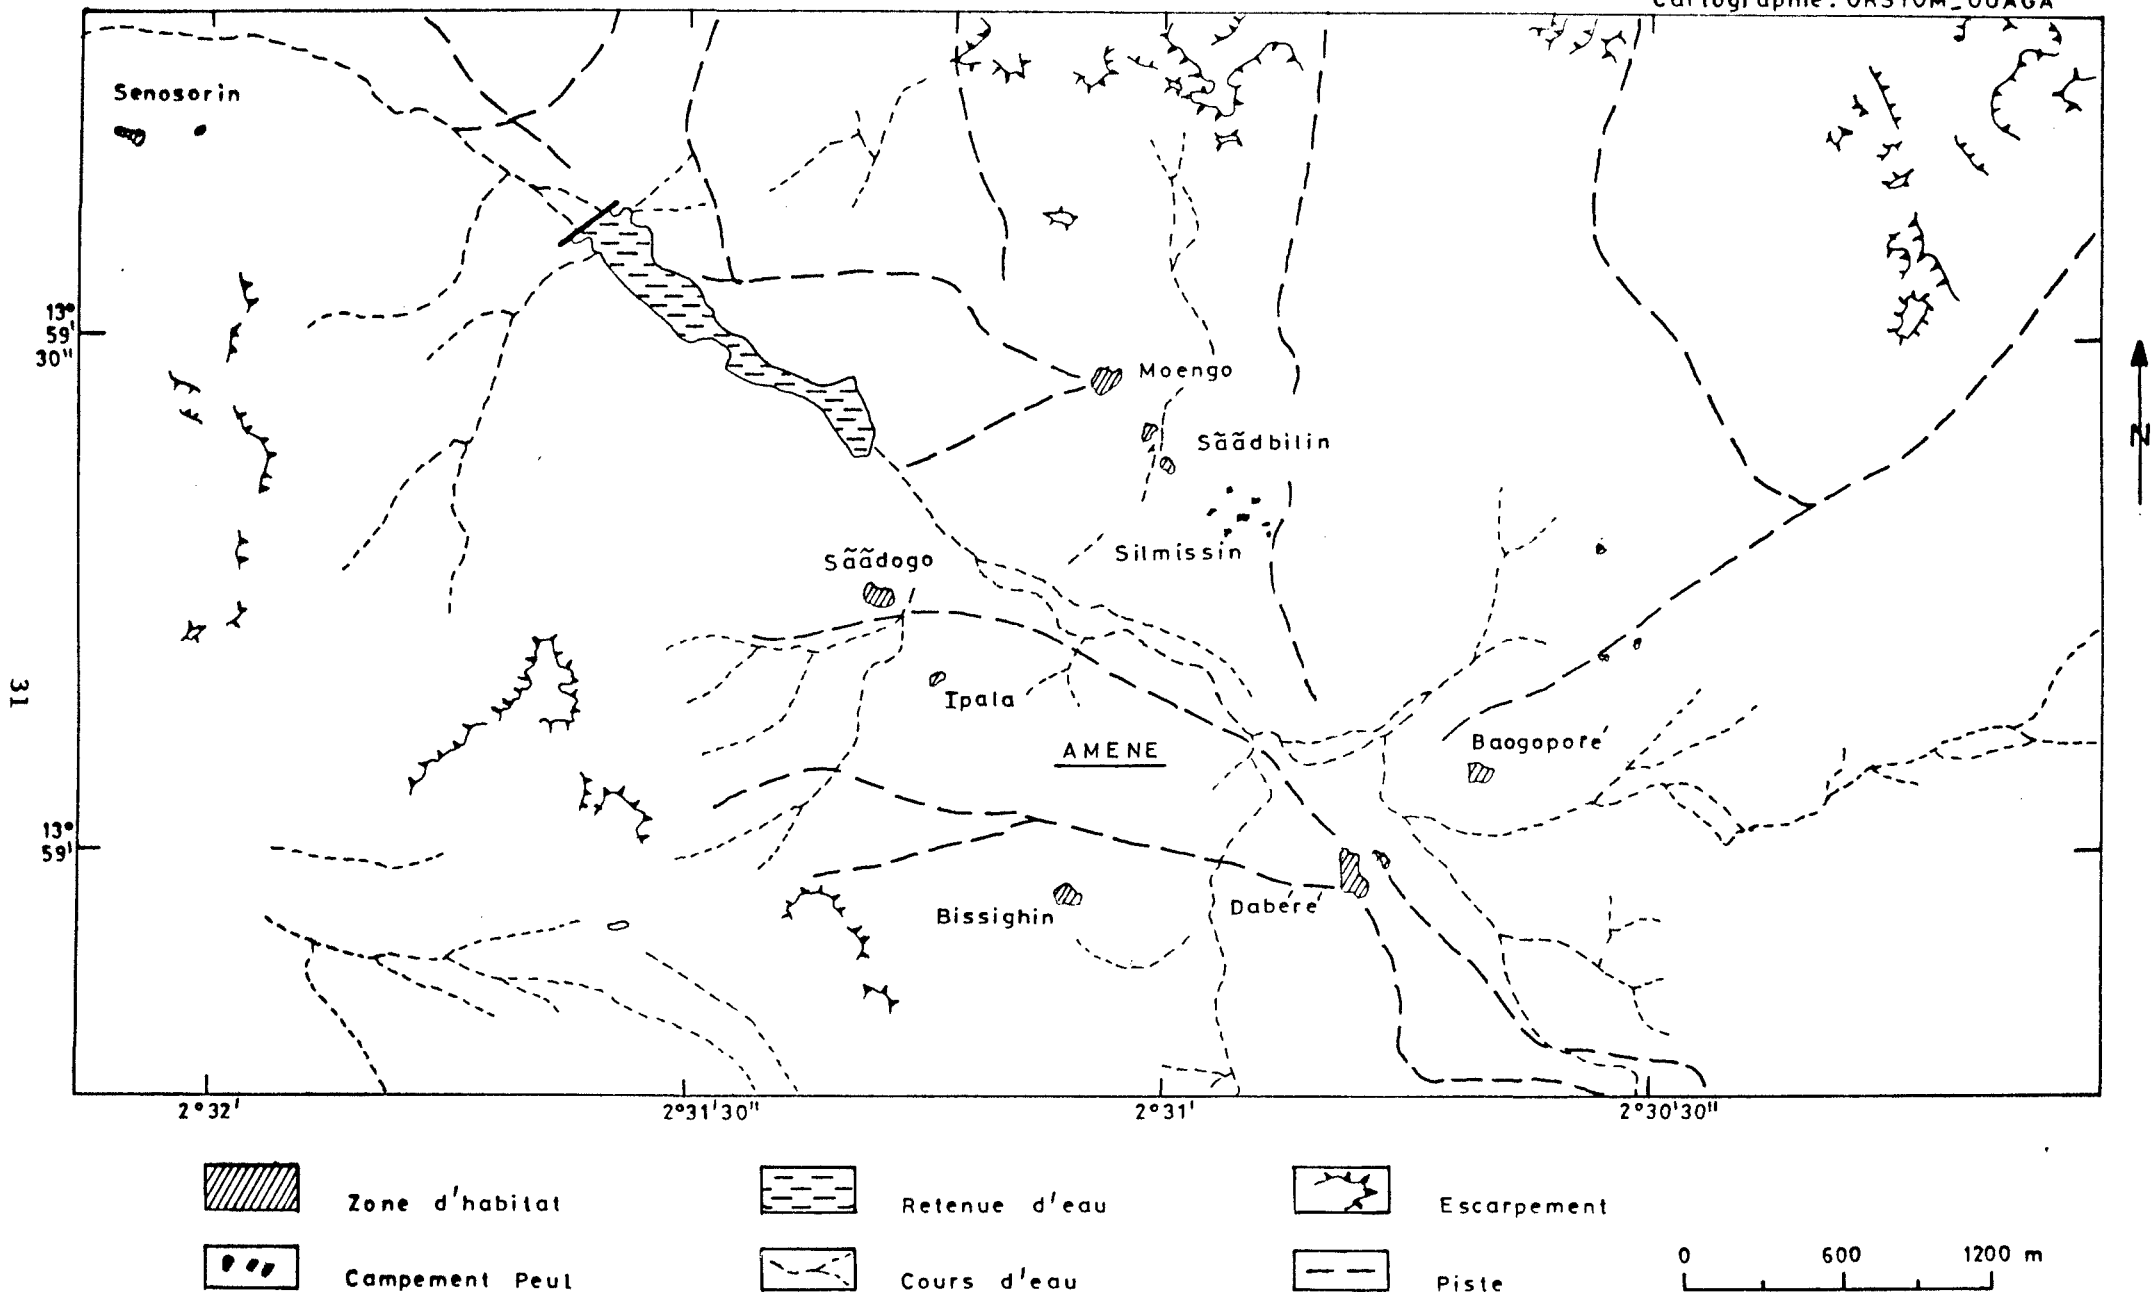 Cartographie: ORSTOM_OUAGA
Senosorin
13°
59'
30"
Moengo
N
Sããdbilin
Silmissin
Sããdogo
31
Ipala
AMENE
Baogoporé
13°
59'
Bissighin
Dabéré
2°32'
2°31'30"
2°31'
2°30'30"
Zone d'habitat
Retenue d'eau
Escarpement
0 600 1200 m
Campement Peul
Cours d'eau
Piste